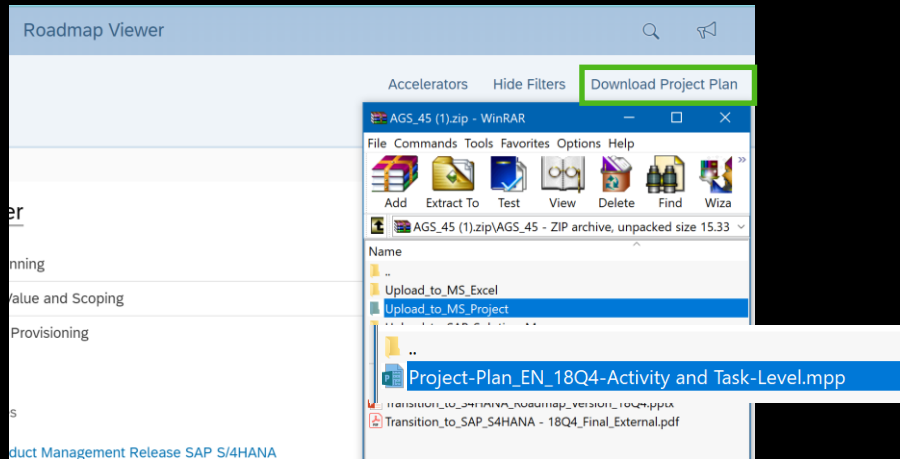 Roadmap Viewer
Accelerators Hide Filters Download Project Plan
AGS_45 (1).zip - WinRAR
File Commands Tools Favorites Options Help
Add Extract To Test View Delete Find Wiza
AGS_45 (1).zip\AGS_45 - ZIP archive, unpacked size 15.33
Name
..
Upload_to_MS_Excel
Upload_to_MS_Project
..
Project-Plan_EN_18Q4-Activity and Task-Level.mpp
Transition_to_S4HANA_Roadmap_version_18Q4.pptx
Transition_to_SAP_S4HANA - 18Q4_Final_External.pdf
er
nning
Value and Scoping
Provisioning
s
duct Management Release SAP S/4HANA